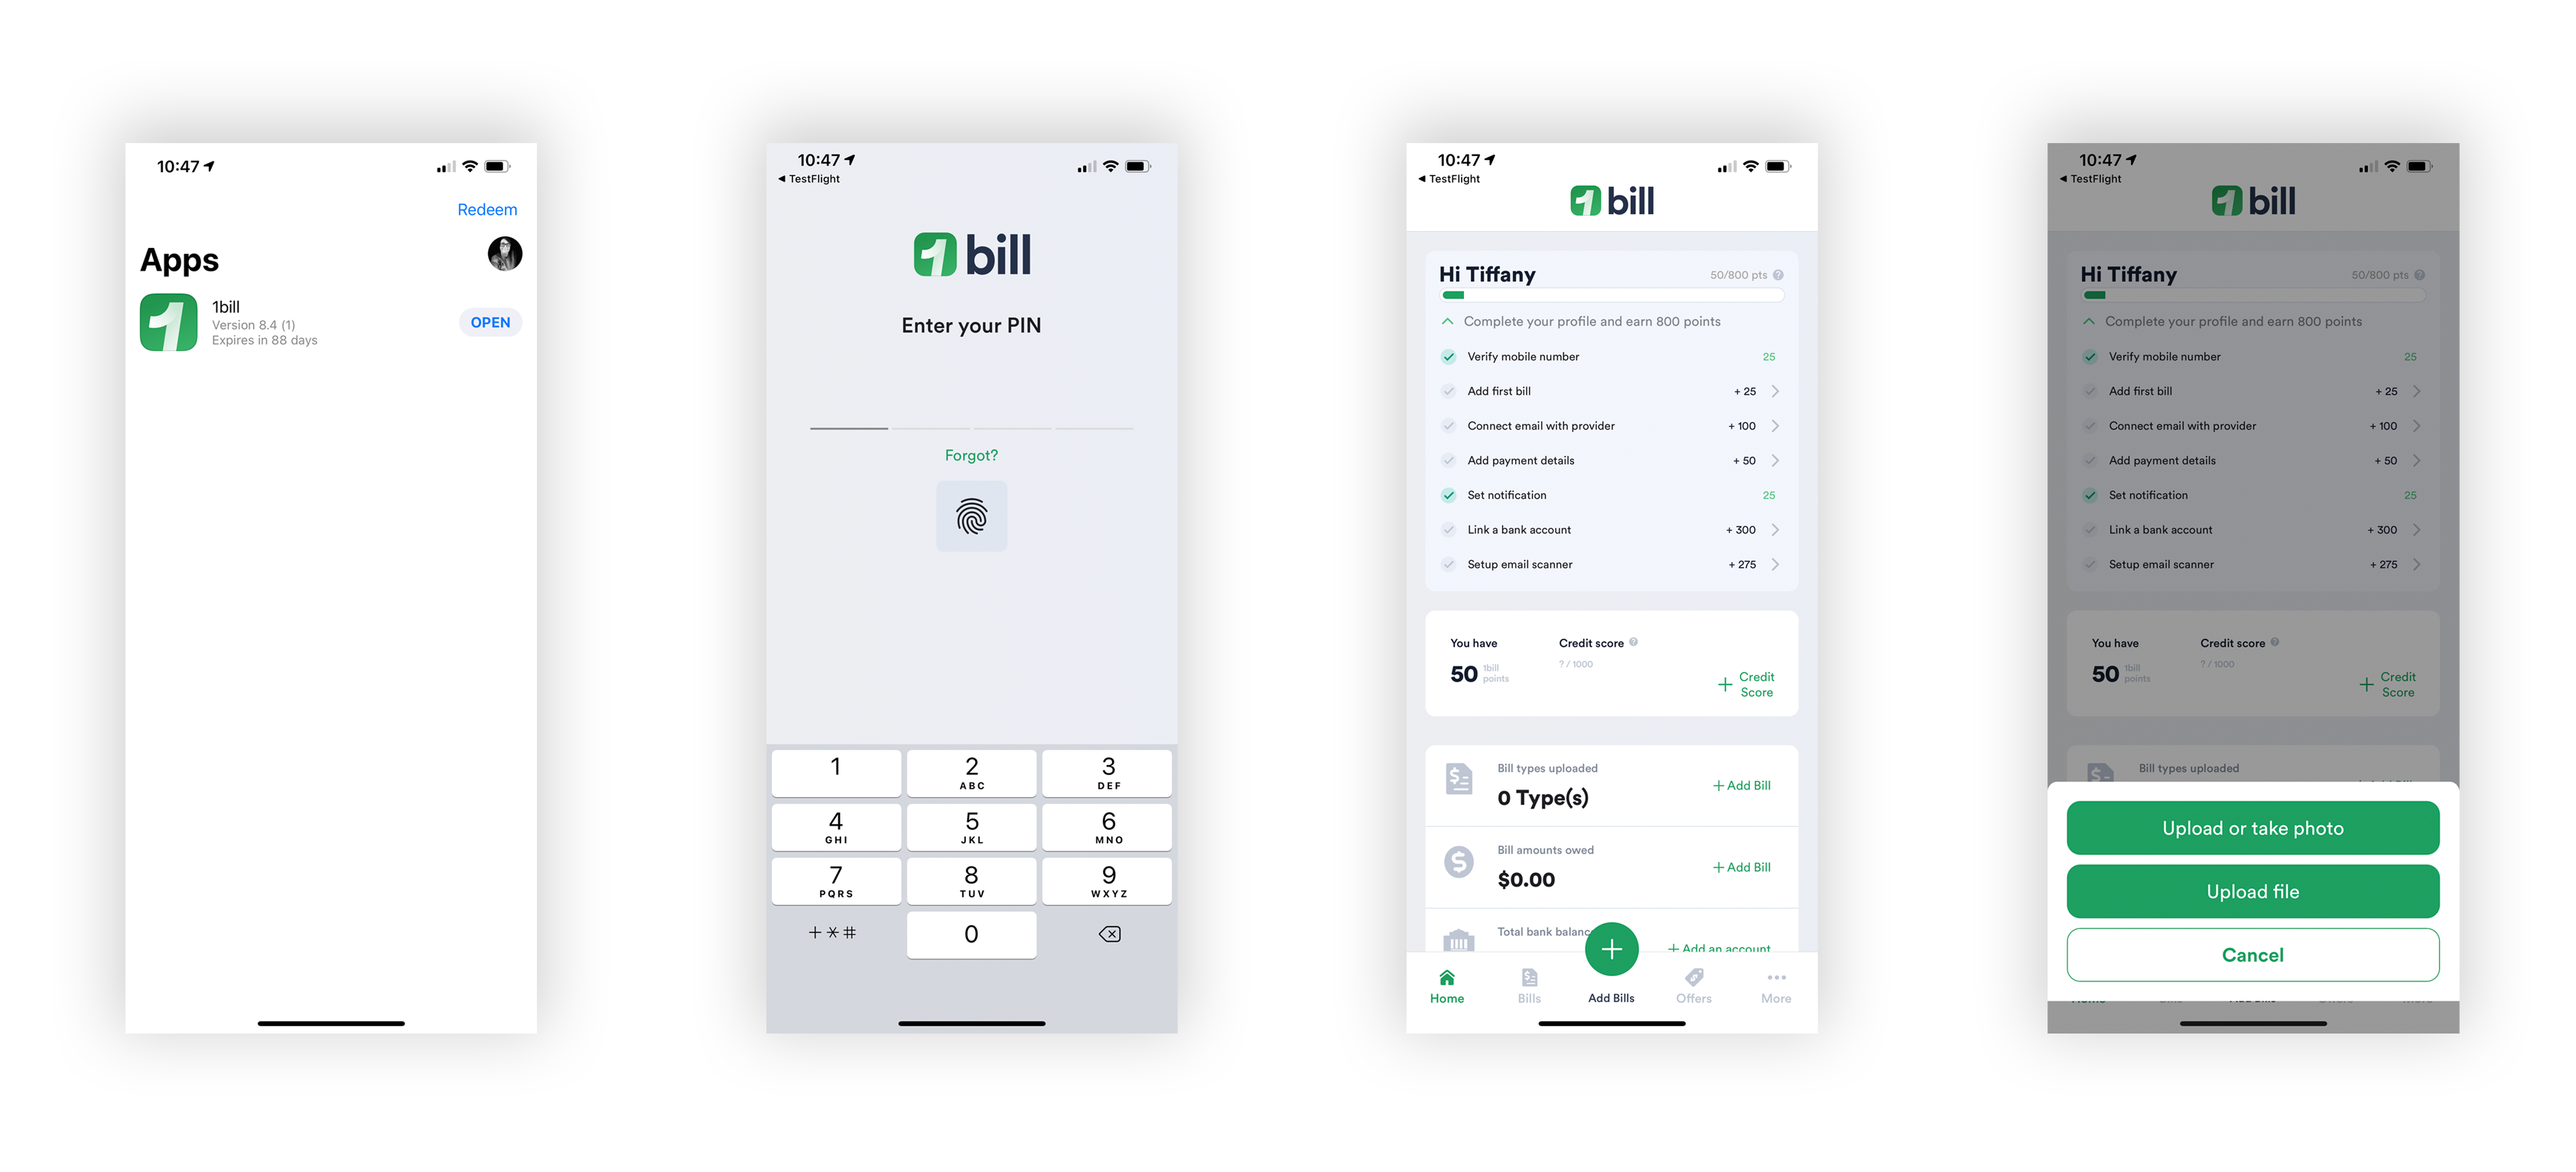 10:47
Redeem
Apps
1bill
Version 8.4 (1)
Expires in 88 days
OPEN
10:47
◀ TestFlight
1 bill
Enter your PIN
Forgot?
1
2
ABC
3
DEF
4
GHI
5
JKL
6
MNO
7
PQRS
8
TUV
9
WXYZ
+ * #
0
10:47
◀ TestFlight
1 bill
Hi Tiffany
50/800 pts ?
Complete your profile and earn 800 points
Verify mobile number 25
Add first bill + 25
Connect email with provider + 100
Add payment details + 50
Set notification 25
Link a bank account + 300
Setup email scanner + 275
You have
50 1bill
points
Credit score ?
? / 1000
+ Credit
Score
Bill types uploaded
0 Type(s)
+ Add Bill
Bill amounts owed
$0.00
+ Add Bill
Total bank balanc
+ Add an account
Home
Bills
Add Bills
Offers
More
10:47
◀ TestFlight
1 bill
Hi Tiffany
50/800 pts ?
Complete your profile and earn 800 points
Verify mobile number 25
Add first bill + 25
Connect email with provider + 100
Add payment details + 50
Set notification 25
Link a bank account + 300
Setup email scanner + 275
You have
50 1bill
points
Credit score ?
? / 1000
+ Credit
Score
Bill types uploaded
Upload or take photo
Upload file
Cancel